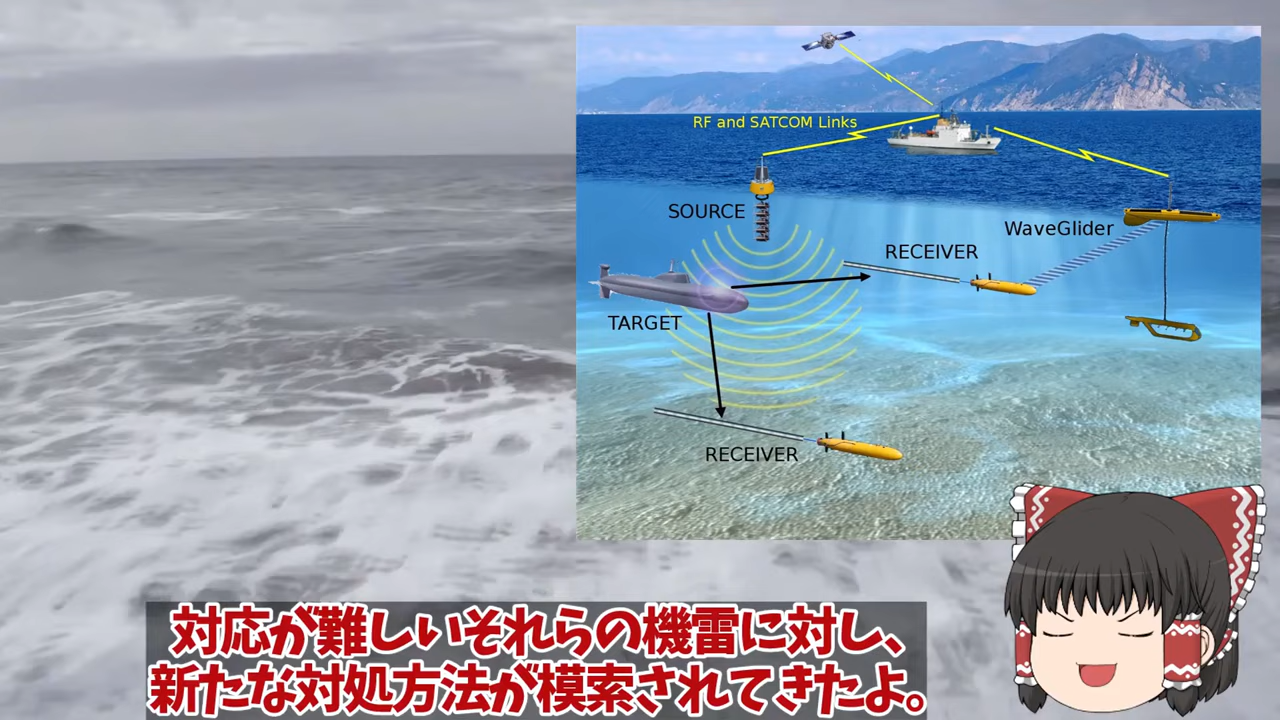 RF and SATCOM Links
SOURCE
WaveGlider
RECEIVER
TARGET
RECEIVER
対応が難しいそれらの機雷に対し、
新たな対処方法が模索されてきたよ。